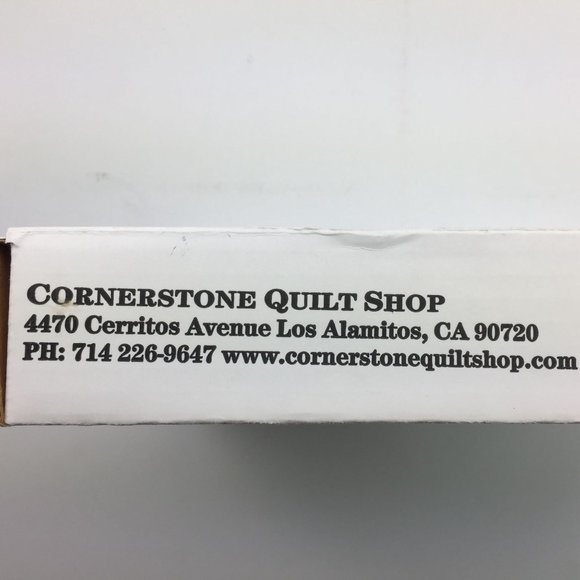 CORNERSTONE QUILT SHOP
4470 Cerritos Avenue Los Alamitos, CA 90720
PH: 714 226-9647 www.cornerstonequiltshop.com